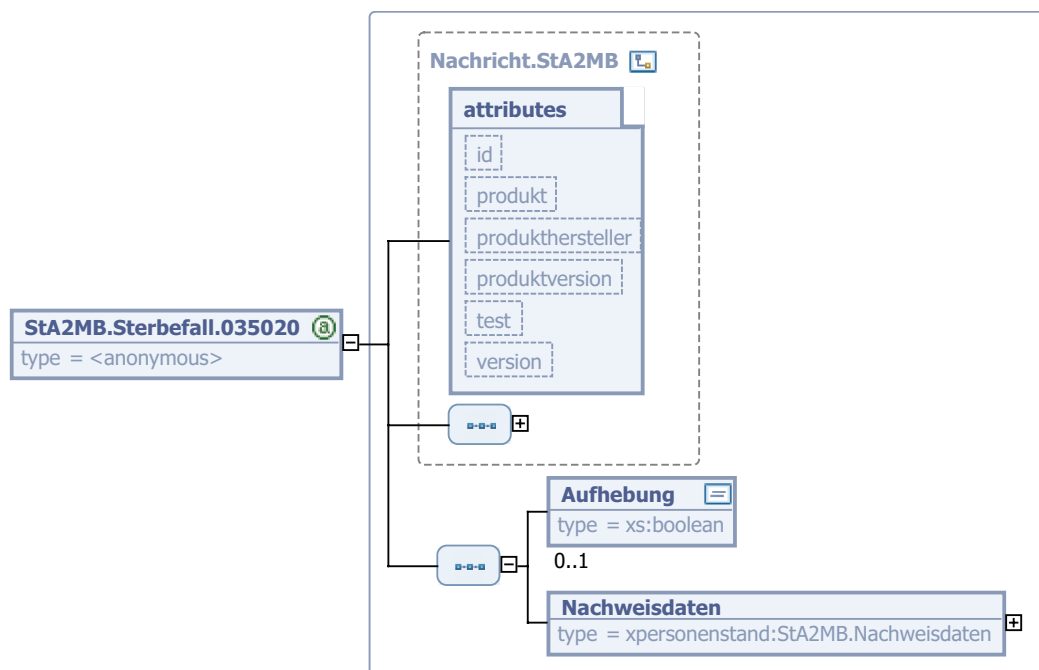 Nachricht.StA2MB
attributes
id
produkt
produkthersteller
produktversion
test
version
StA2MB.Sterbefall.035020
type = <anonymous>
Aufhebung
type = xs:boolean
0..1
Nachweisdaten
type = xpersonenstand:StA2MB.Nachweisdaten